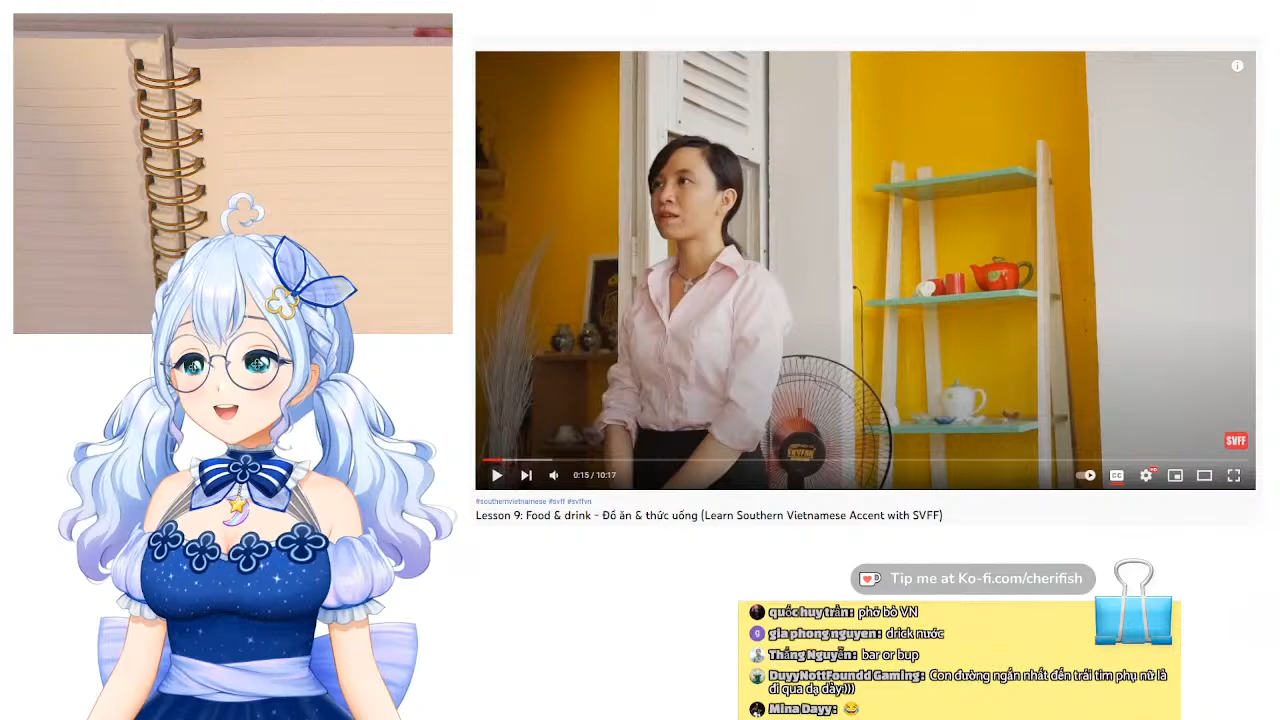 SVFF
0:15 / 10:17
CC
HD
#southernvietnamese #svff #svffvn
Lesson 9: Food & drink - Đồ ăn & thức uống (Learn Southern Vietnamese Accent with SVFF)
Tip me at Ko-fi.com/cherifish
quốc huy trần: phở bò VN
g gia phong nguyen: drick nước
Thắng Nguyễn: bar or bup
DuyyNottFoundd Gaming: Con đường ngắn nhất đến trái tim phụ nữ là
đi qua dạ dày:)))
Mina Dayy: 😂